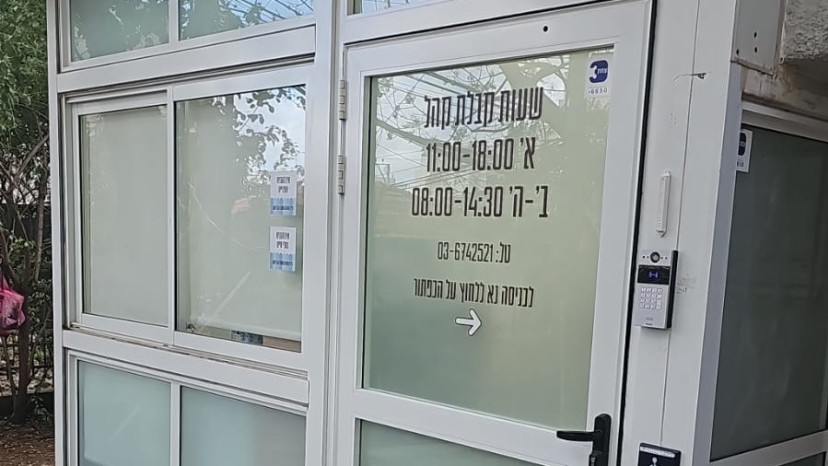 שעות קבלת קהל
א' 11:00-18:00
ב'-ה' 08:00-14:30
טל: 03-6742521
לכניסה נא ללחוץ על הכפתור